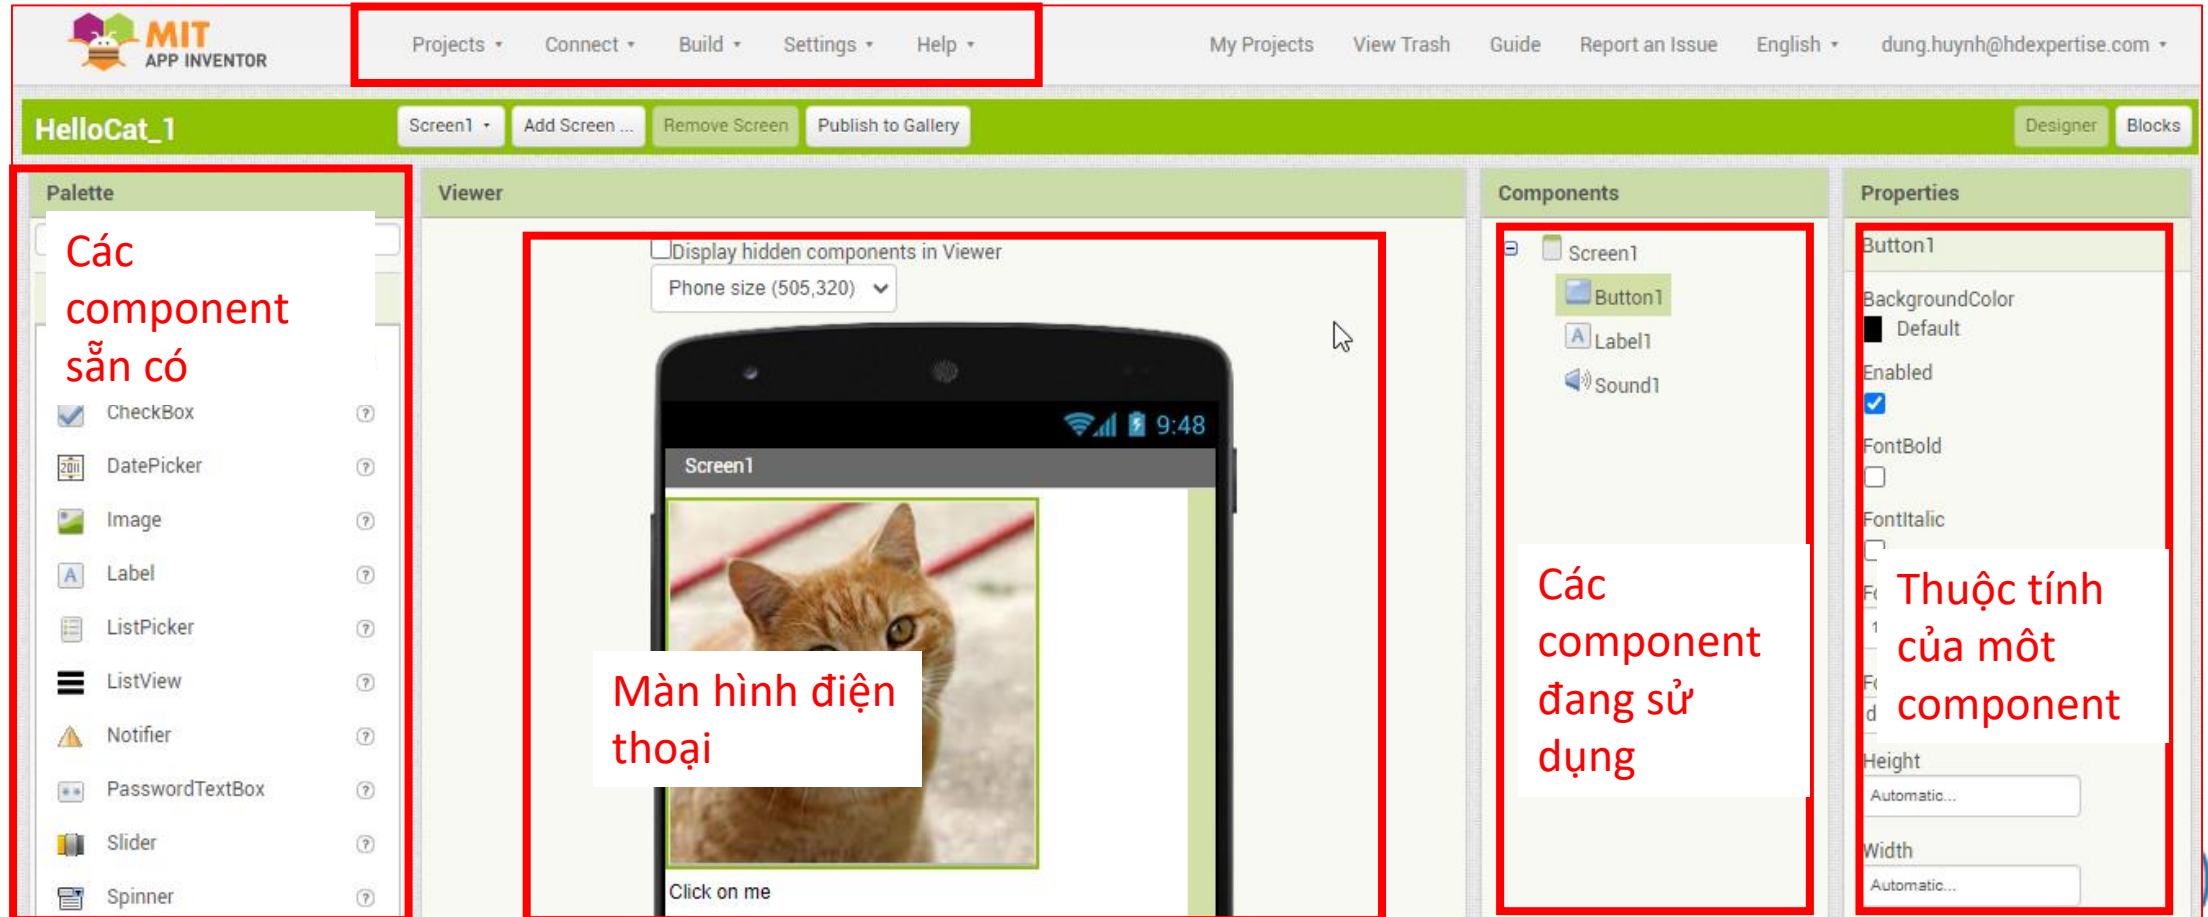 MIT
APP INVENTOR
Projects
Connect
Build
Settings
Help
My Projects
View Trash
Guide
Report an Issue
English
dung.huynh@hdexpertise.com
HelloCat_1
Screen1
Add Screen ...
Remove Screen
Publish to Gallery
Designer
Blocks
Palette
Các
component
sẵn có
CheckBox
DatePicker
Image
Label
ListPicker
ListView
Notifier
PasswordTextBox
Slider
Spinner
Viewer
Display hidden components in Viewer
Phone size (505,320)
9:48
Screen1
Màn hình điện
thoại
Click on me
Components
Screen1
Button1
Label1
Sound1
Các
component
đang sử
dụng
Properties
Button1
BackgroundColor
Default
Enabled
FontBold
FontItalic
Thuộc tính
của môt
component
Height
Automatic...
Width
Automatic...